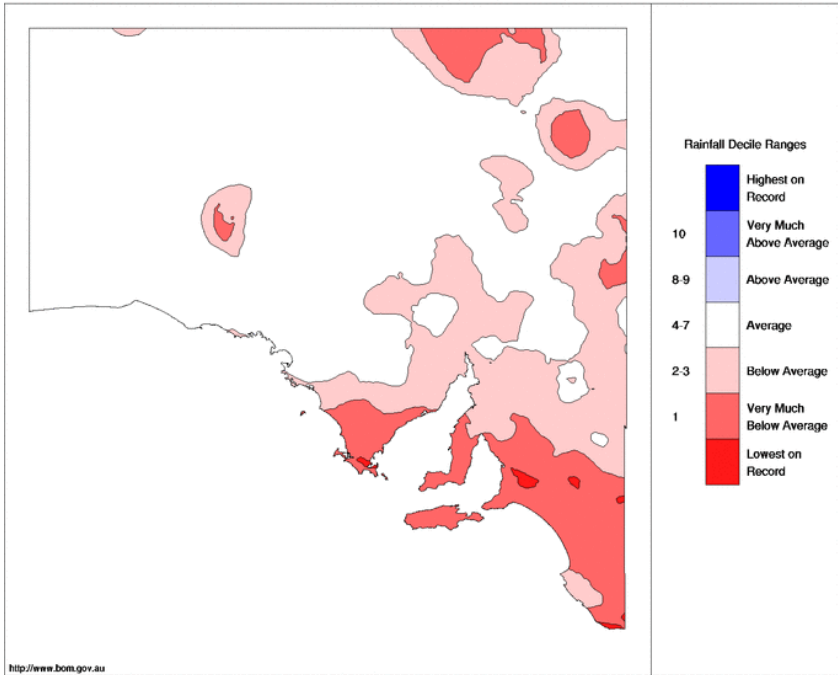 Rainfall Decile Ranges
Highest on
Record
10
Very Much
Above Average
8-9
Above Average
4-7
Average
2-3
Below Average
1
Very Much
Below Average
Lowest on
Record
http://www.bom.gov.au